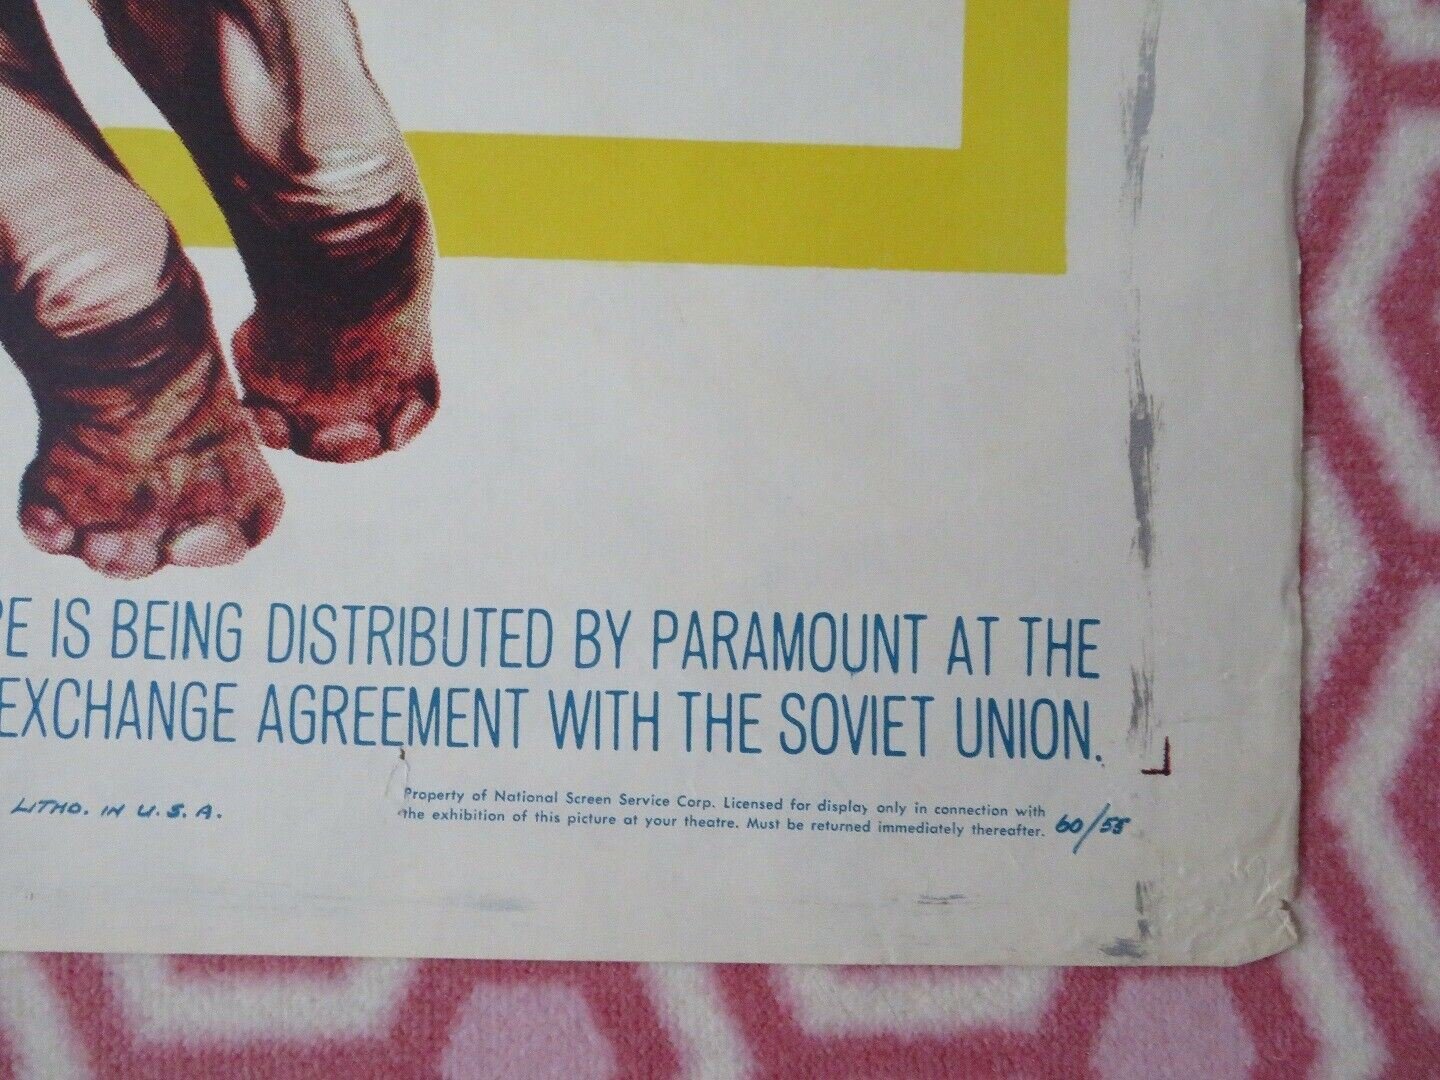 PE IS BEING DISTRIBUTED BY PARAMOUNT AT THE
EXCHANGE AGREEMENT WITH THE SOVIET UNION.
LITHO. IN U.S.A.
Property of National Screen Service Corp. Licensed for display only in connection with
the exhibition of this picture at your theatre. Must be returned immediately thereafter.
60/55